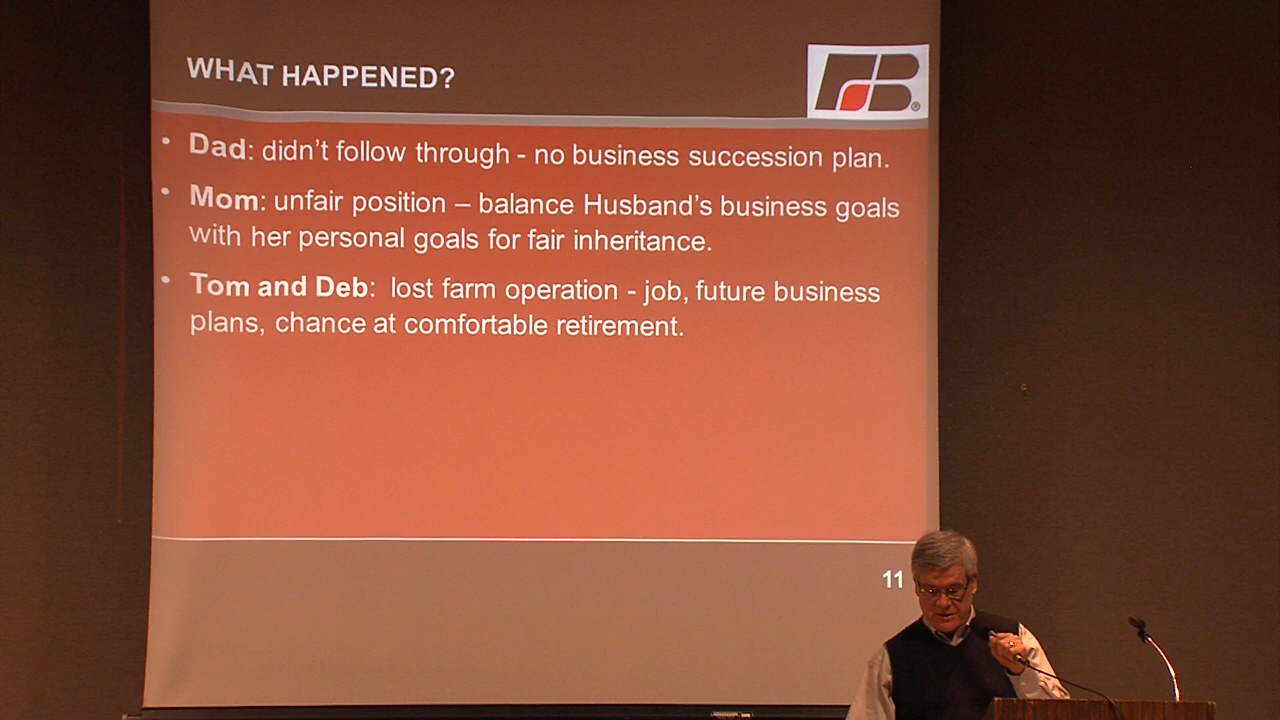 WHAT HAPPENED?
FB®
• Dad: didn't follow through - no business succession plan.
• Mom: unfair position – balance Husband's business goals
with her personal goals for fair inheritance.
• Tom and Deb:  lost farm operation - job, future business
plans, chance at comfortable retirement.
11